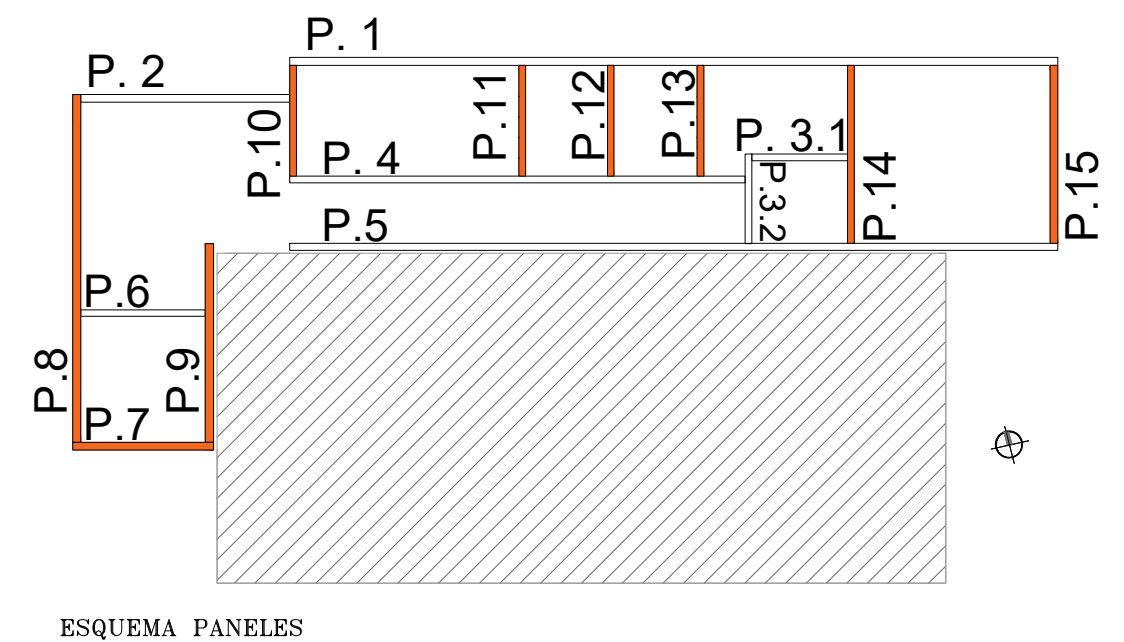 P. 1
P. 2
P.10
P.11
P.12
P.13
P. 3.1
P. 4
P.3.2
P.14
P.15
P.5
P.6
P.8
P.9
P.7
ESQUEMA PANELES